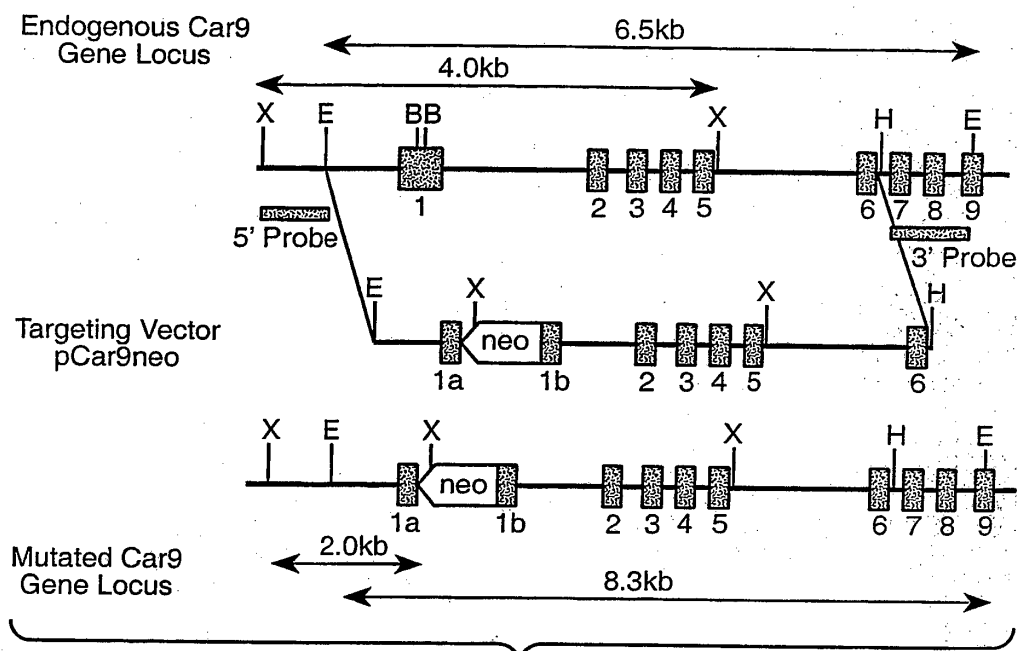 Endogenous Car9
Gene Locus
6.5kb
4.0kb
X E BB X H E
1 2 3 4 5 6 7 8 9
5' Probe
3' Probe
Targeting Vector
pCar9neo
E X X H
neo
1a 1b 2 3 4 5 6
X E X X H E
neo
1a 1b 2 3 4 5 6 7 8 9
Mutated Car9
Gene Locus
2.0kb
8.3kb